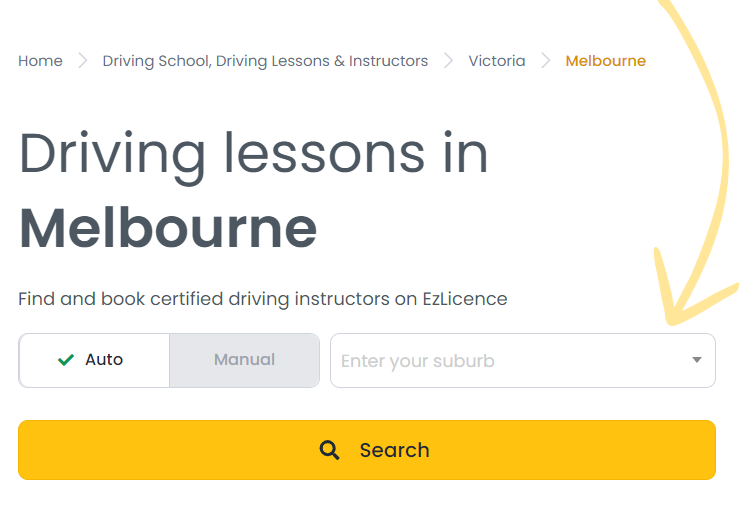 Home > Driving School, Driving Lessons & Instructors > Victoria > Melbourne
Driving lessons in
Melbourne
Find and book certified driving instructors on EzLicence
Auto Manual Enter your suburb
Search